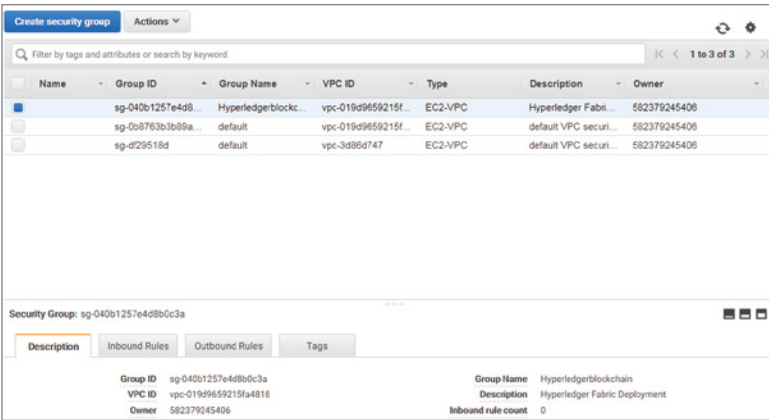 Create security group Actions
Filter by tags and attributes or search by keyword 1 to 3 of 3
Name Group ID Group Name VPC ID Type Description Owner
sg-040b1257e4d8... Hyperledgerblockc... vpc-019d9659215f... EC2-VPC Hyperledger Fabri... 582379245406
sg-0b8763b3b89a... default vpc-019d9659215f... EC2-VPC default VPC securi... 582379245406
sg-df29518d default vpc-3d86d747 EC2-VPC default VPC securi... 582379245406
Security Group: sg-040b1257e4d8b0c3a
Description Inbound Rules Outbound Rules Tags
Group ID sg-040b1257e4d8b0c3a Group Name Hyperledgerblockchain
VPC ID vpc-019d9659215fa4818 Description Hyperledger Fabric Deployment
Owner 582379245406 Inbound rule count 0